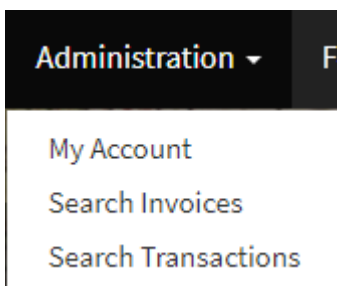 Administration F
My Account
Search Invoices
Search Transactions